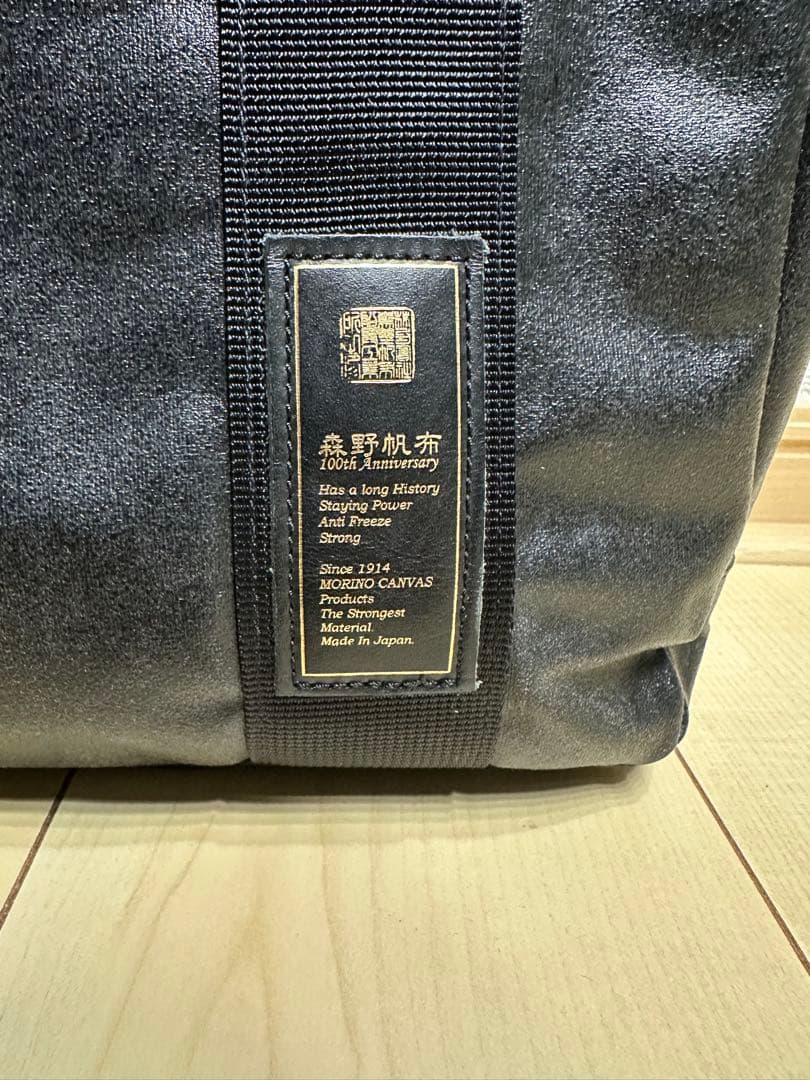 森野帆布
100th Anniversary
Has a long History
Staying Power
Anti Freeze
Strong
Since 1914
MORINO CANVAS
Products
The Strongest
Material.
Made In Japan.